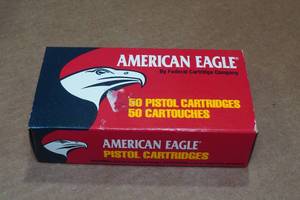 AMERICAN EAGLE
By Federal Cartridge Company
50 PISTOL CARTRIDGES
50 CARTOUCHES
AMERICAN EAGLE
PISTOL CARTRIDGES